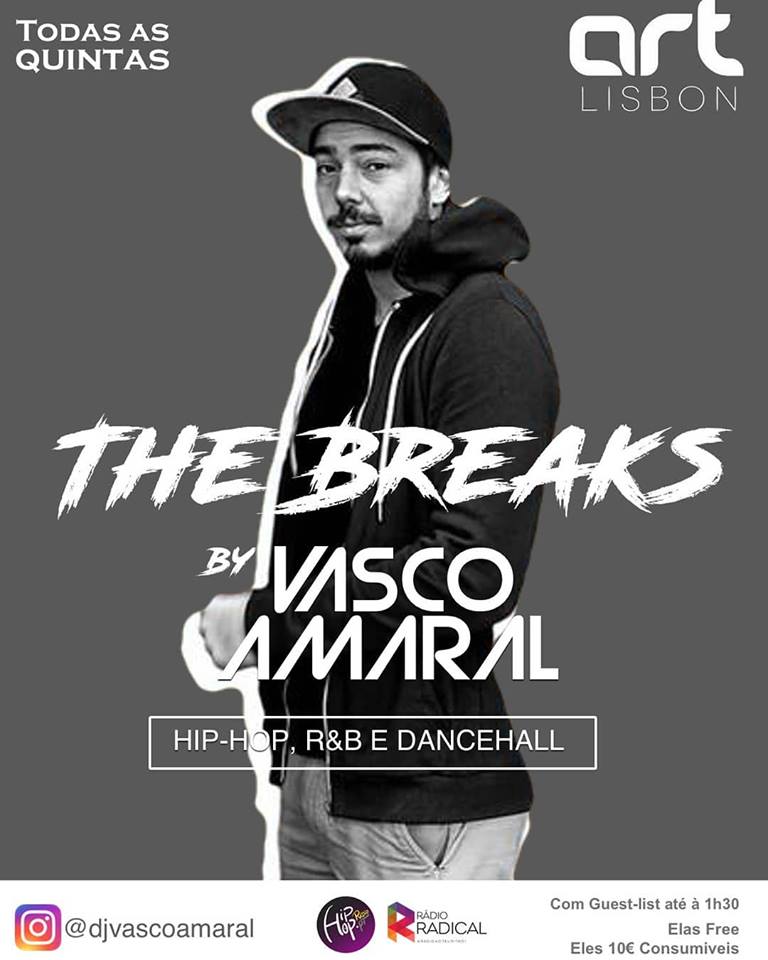 TODAS AS
QUINTAS
art
LISBON
THE BREAKS
BY VASCO
AMARAL
HIP-HOP, R&B E DANCEHALL
@djvascoamaral
HIP
HOP
RÁDIO
RADICAL
Com Guest-list até à 1h30
Elas Free
Eles 10€ Consumiveis